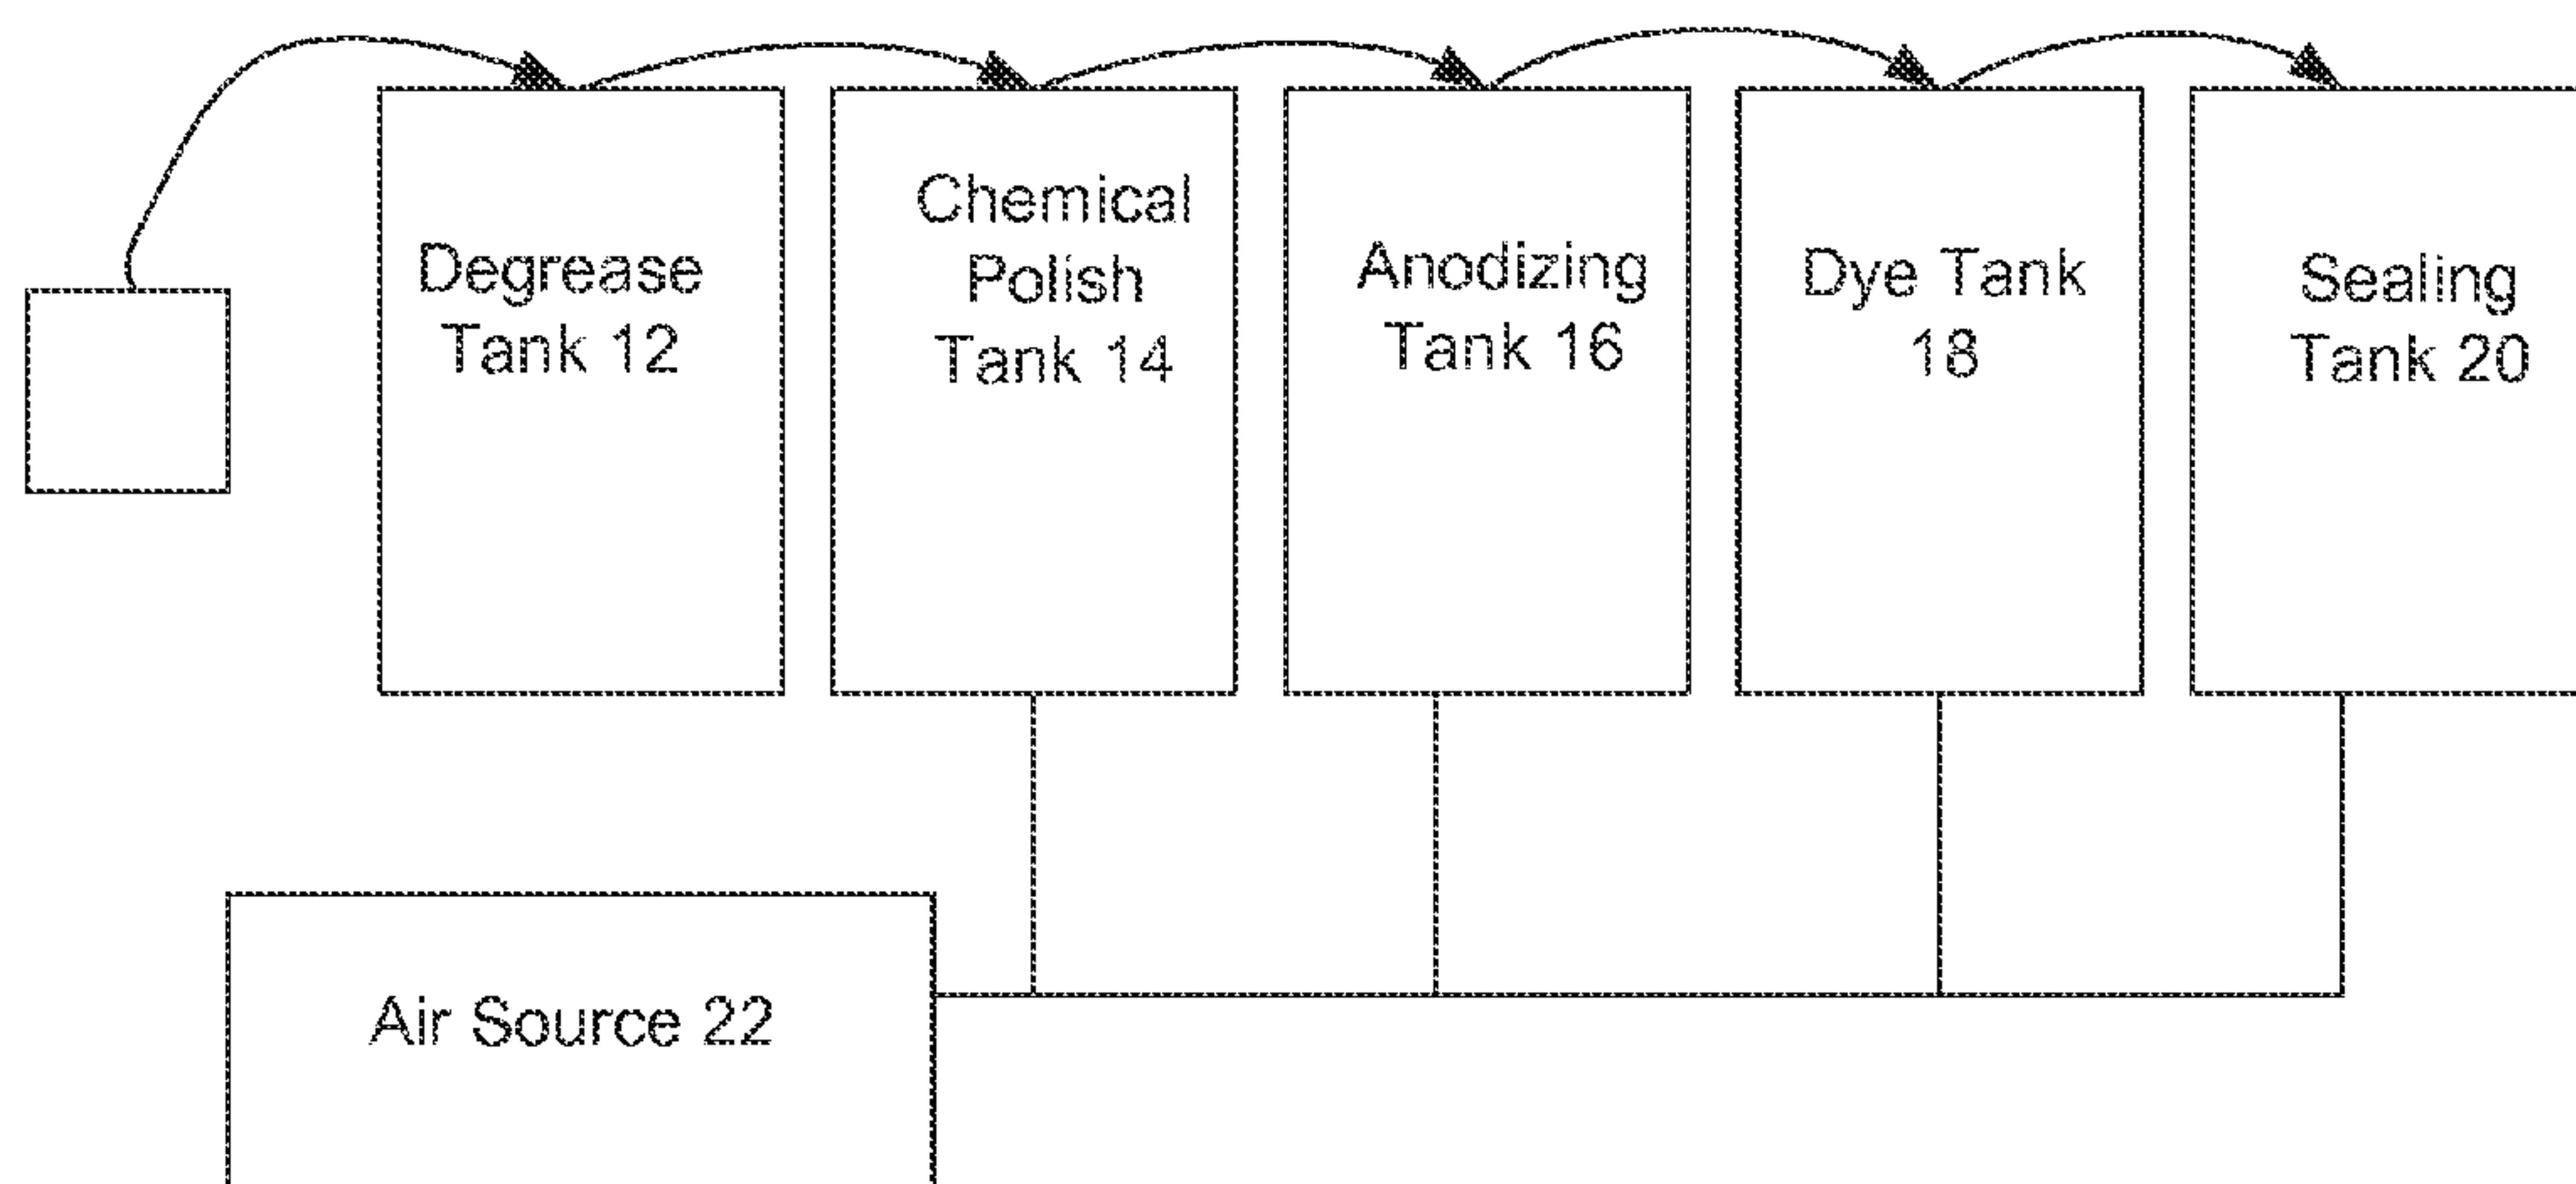 Degrease
Tank 12
Chemical
Polish
Tank 14
Anodizing
Tank 16
Dye Tank
18
Sealing
Tank 20
Air Source 22